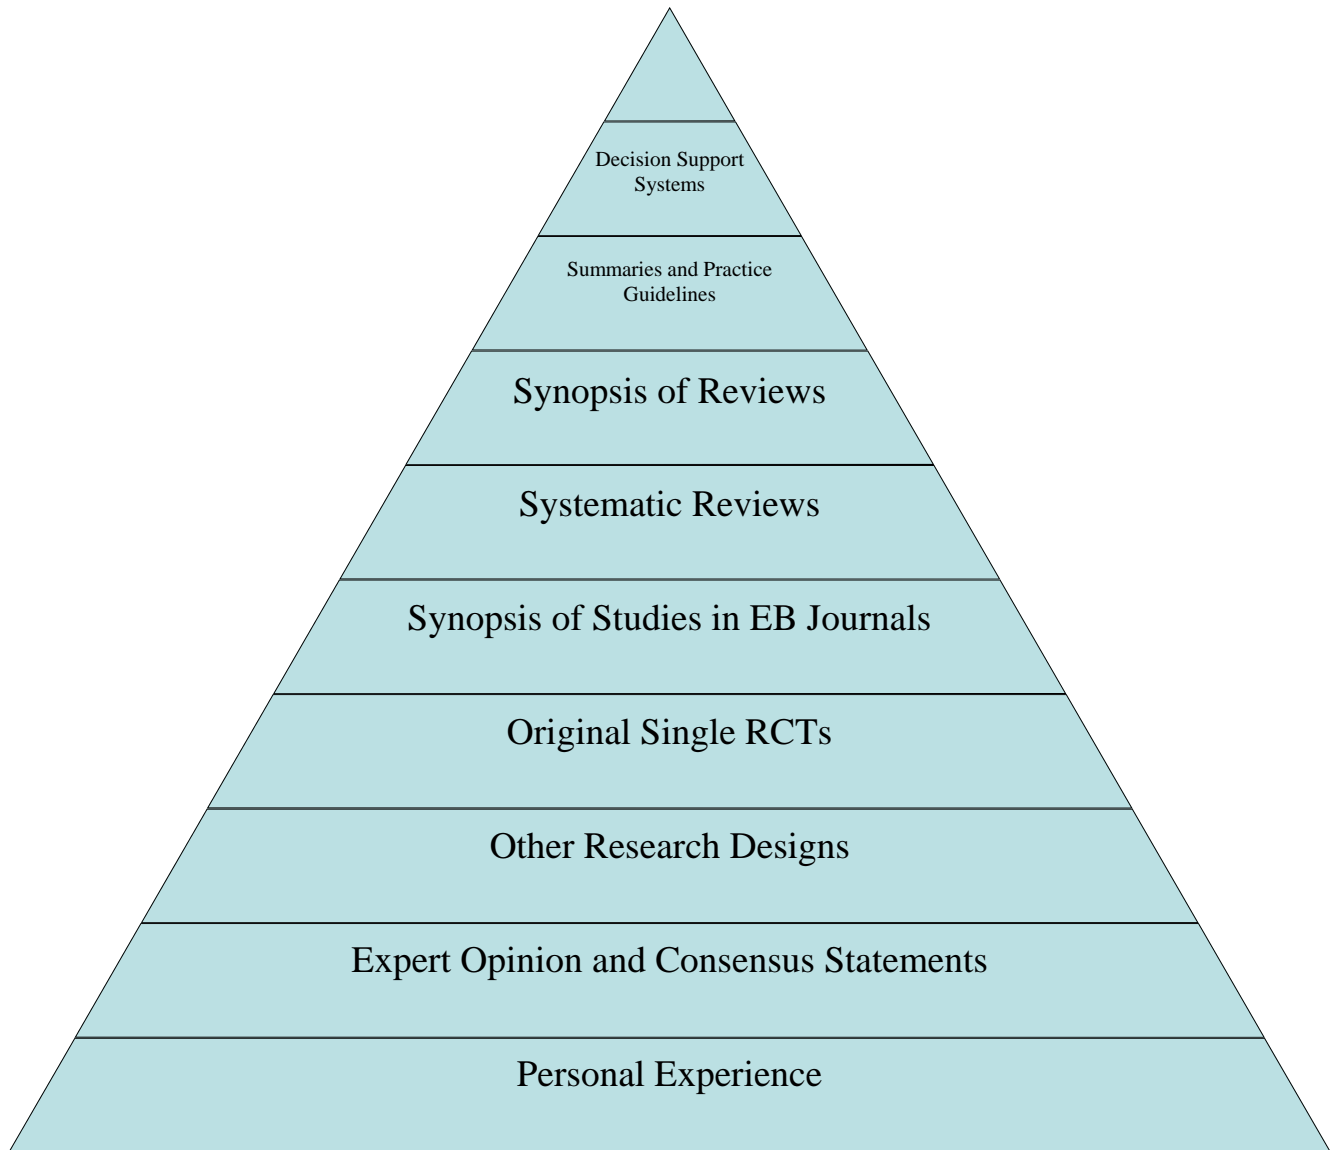 Decision Support
Systems
Summaries and Practice
Guidelines
Synopsis of Reviews
Systematic Reviews
Synopsis of Studies in EB Journals
Original Single RCTs
Other Research Designs
Expert Opinion and Consensus Statements
Personal Experience